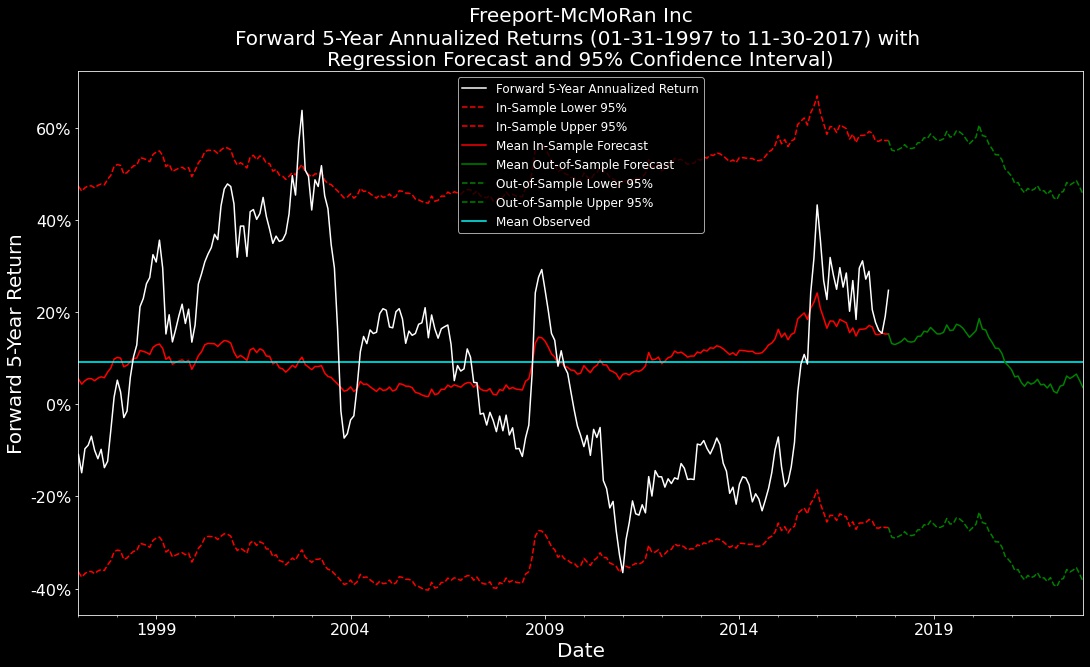 Freeport-McMoRan Inc
Forward 5-Year Annualized Returns (01-31-1997 to 11-30-2017) with
Regression Forecast and 95% Confidence Interval)
Forward 5-Year Annualized Return
In-Sample Lower 95%
In-Sample Upper 95%
Mean In-Sample Forecast
Mean Out-of-Sample Forecast
Out-of-Sample Lower 95%
Out-of-Sample Upper 95%
Mean Observed
Forward 5-Year Return
60%
40%
20%
0%
-20%
-40%
1999
2004
2009
2014
2019
Date